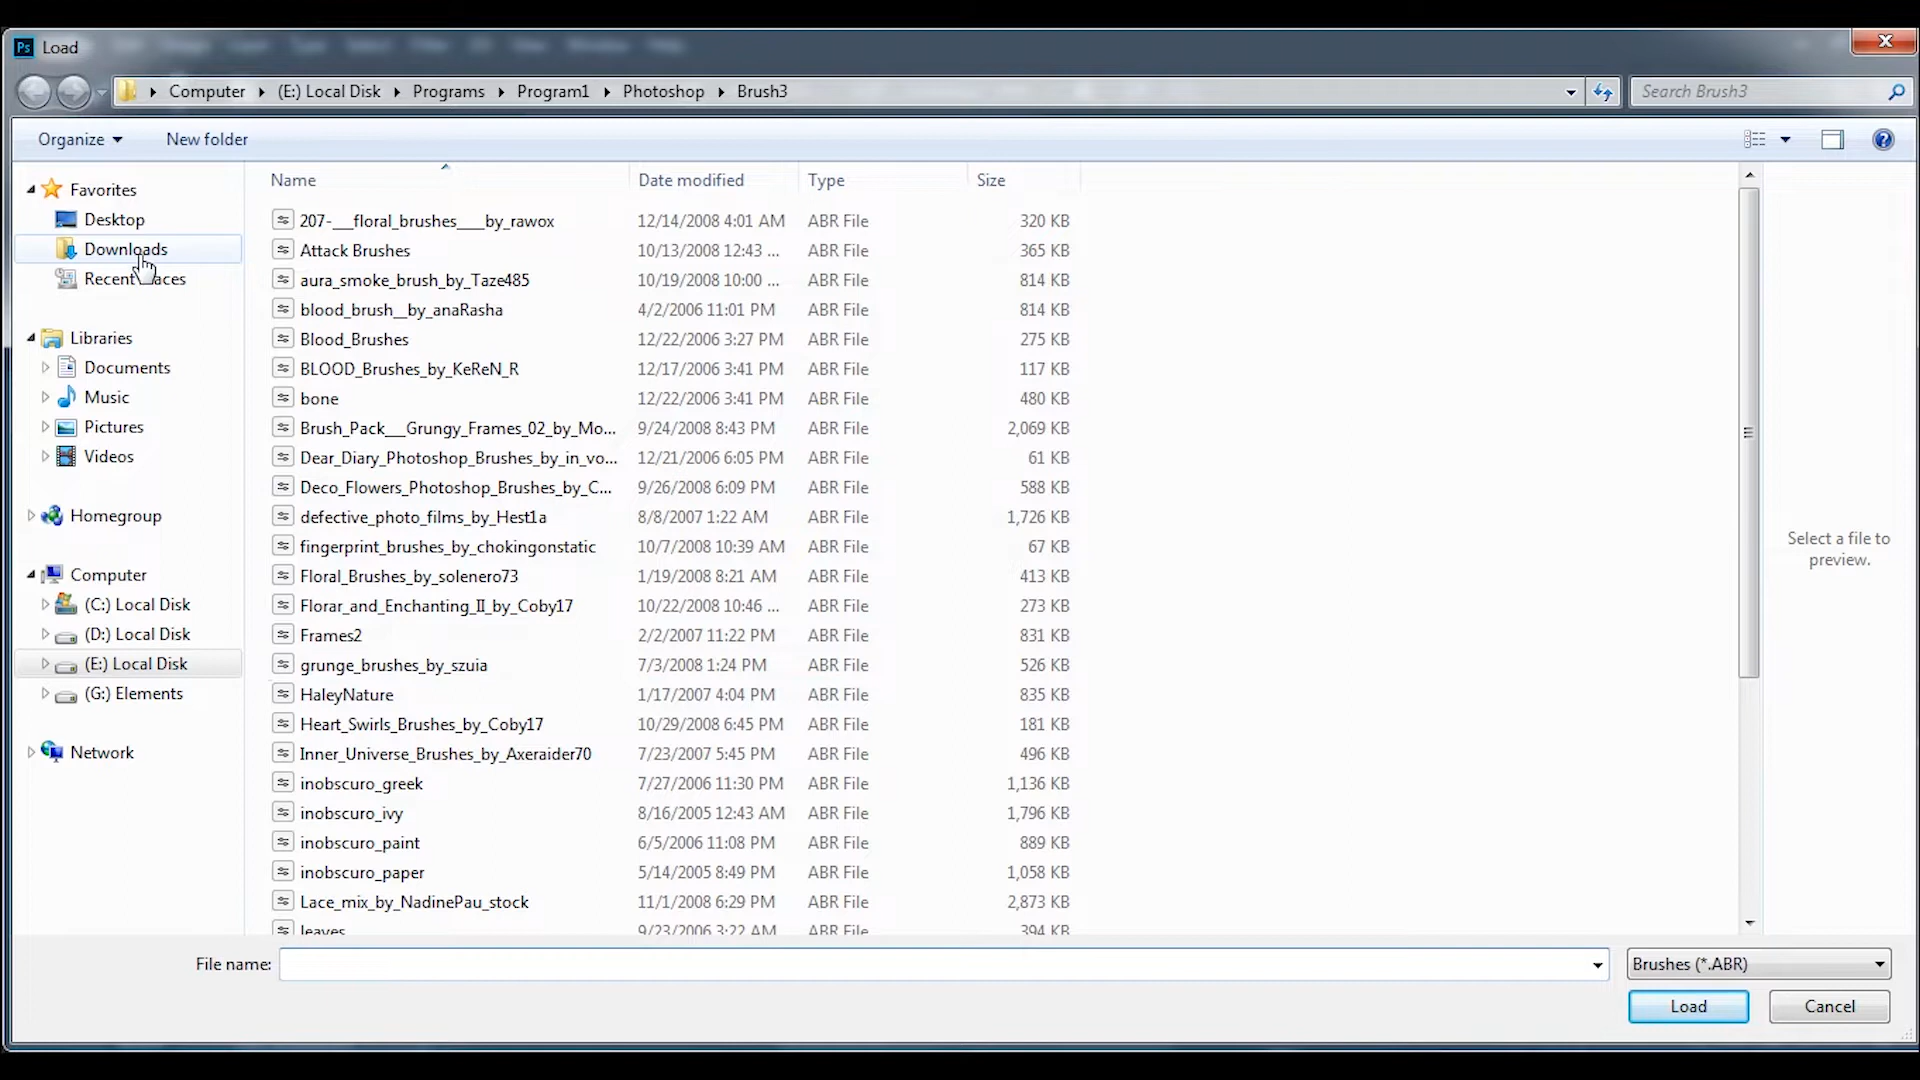 Ps Load
Computer (E:) Local Disk Programs Program1 Photoshop Brush3 Search Brush3
Organize New folder
Favorites
Desktop
Downloads
Libraries
Documents
Music
Pictures
Videos
Homegroup
Computer
(C:) Local Disk
(D:) Local Disk
(E:) Local Disk
(G:) Elements
Network
Name Date modified Type Size
207-___floral_brushes____by_rawox 12/14/2008 4:01 AM ABR File 320 KB
Attack Brushes 10/13/2008 12:43 ... ABR File 365 KB
aura_smoke_brush_by_Taze485 10/19/2008 10:00 ... ABR File 814 KB
blood_brush__by_anaRasha 4/2/2006 11:01 PM ABR File 814 KB
Blood_Brushes 12/22/2006 3:27 PM ABR File 275 KB
BLOOD_Brushes_by_KeReN_R 12/17/2006 3:41 PM ABR File 117 KB
bone 12/22/2006 3:41 PM ABR File 480 KB
Brush_Pack___Grungy_Frames_02_by_Mo... 9/24/2008 8:43 PM ABR File 2,069 KB
Dear_Diary_Photoshop_Brushes_by_in_vo... 12/21/2006 6:05 PM ABR File 61 KB
Deco_Flowers_Photoshop_Brushes_by_C... 9/26/2008 6:09 PM ABR File 588 KB
defective_photo_films_by_Hest1a 8/8/2007 1:22 AM ABR File 1,726 KB
fingerprint_brushes_by_chokingonstatic 10/7/2008 10:39 AM ABR File 67 KB
Floral_Brushes_by_solenero73 1/19/2008 8:21 AM ABR File 413 KB
Florar_and_Enchanting_II_by_Coby17 10/22/2008 10:46 ... ABR File 273 KB
Frames2 2/2/2007 11:22 PM ABR File 831 KB
grunge_brushes_by_szuia 7/3/2008 1:24 PM ABR File 526 KB
HaleyNature 1/17/2007 4:04 PM ABR File 835 KB
Heart_Swirls_Brushes_by_Coby17 10/29/2008 6:45 PM ABR File 181 KB
Inner_Universe_Brushes_by_Axeraider70 7/23/2007 5:45 PM ABR File 496 KB
inobscuro_greek 7/27/2006 11:30 PM ABR File 1,136 KB
inobscuro_ivy 8/16/2005 12:43 AM ABR File 1,796 KB
inobscuro_paint 6/5/2006 11:08 PM ABR File 889 KB
inobscuro_paper 5/14/2005 8:49 PM ABR File 1,058 KB
Lace_mix_by_NadinePau_stock 11/1/2008 6:29 PM ABR File 2,873 KB
leaves 9/23/2006 3:22 AM ABR File 394 KB
Select a file to
preview.
File name: Brushes (*.ABR)
Load Cancel